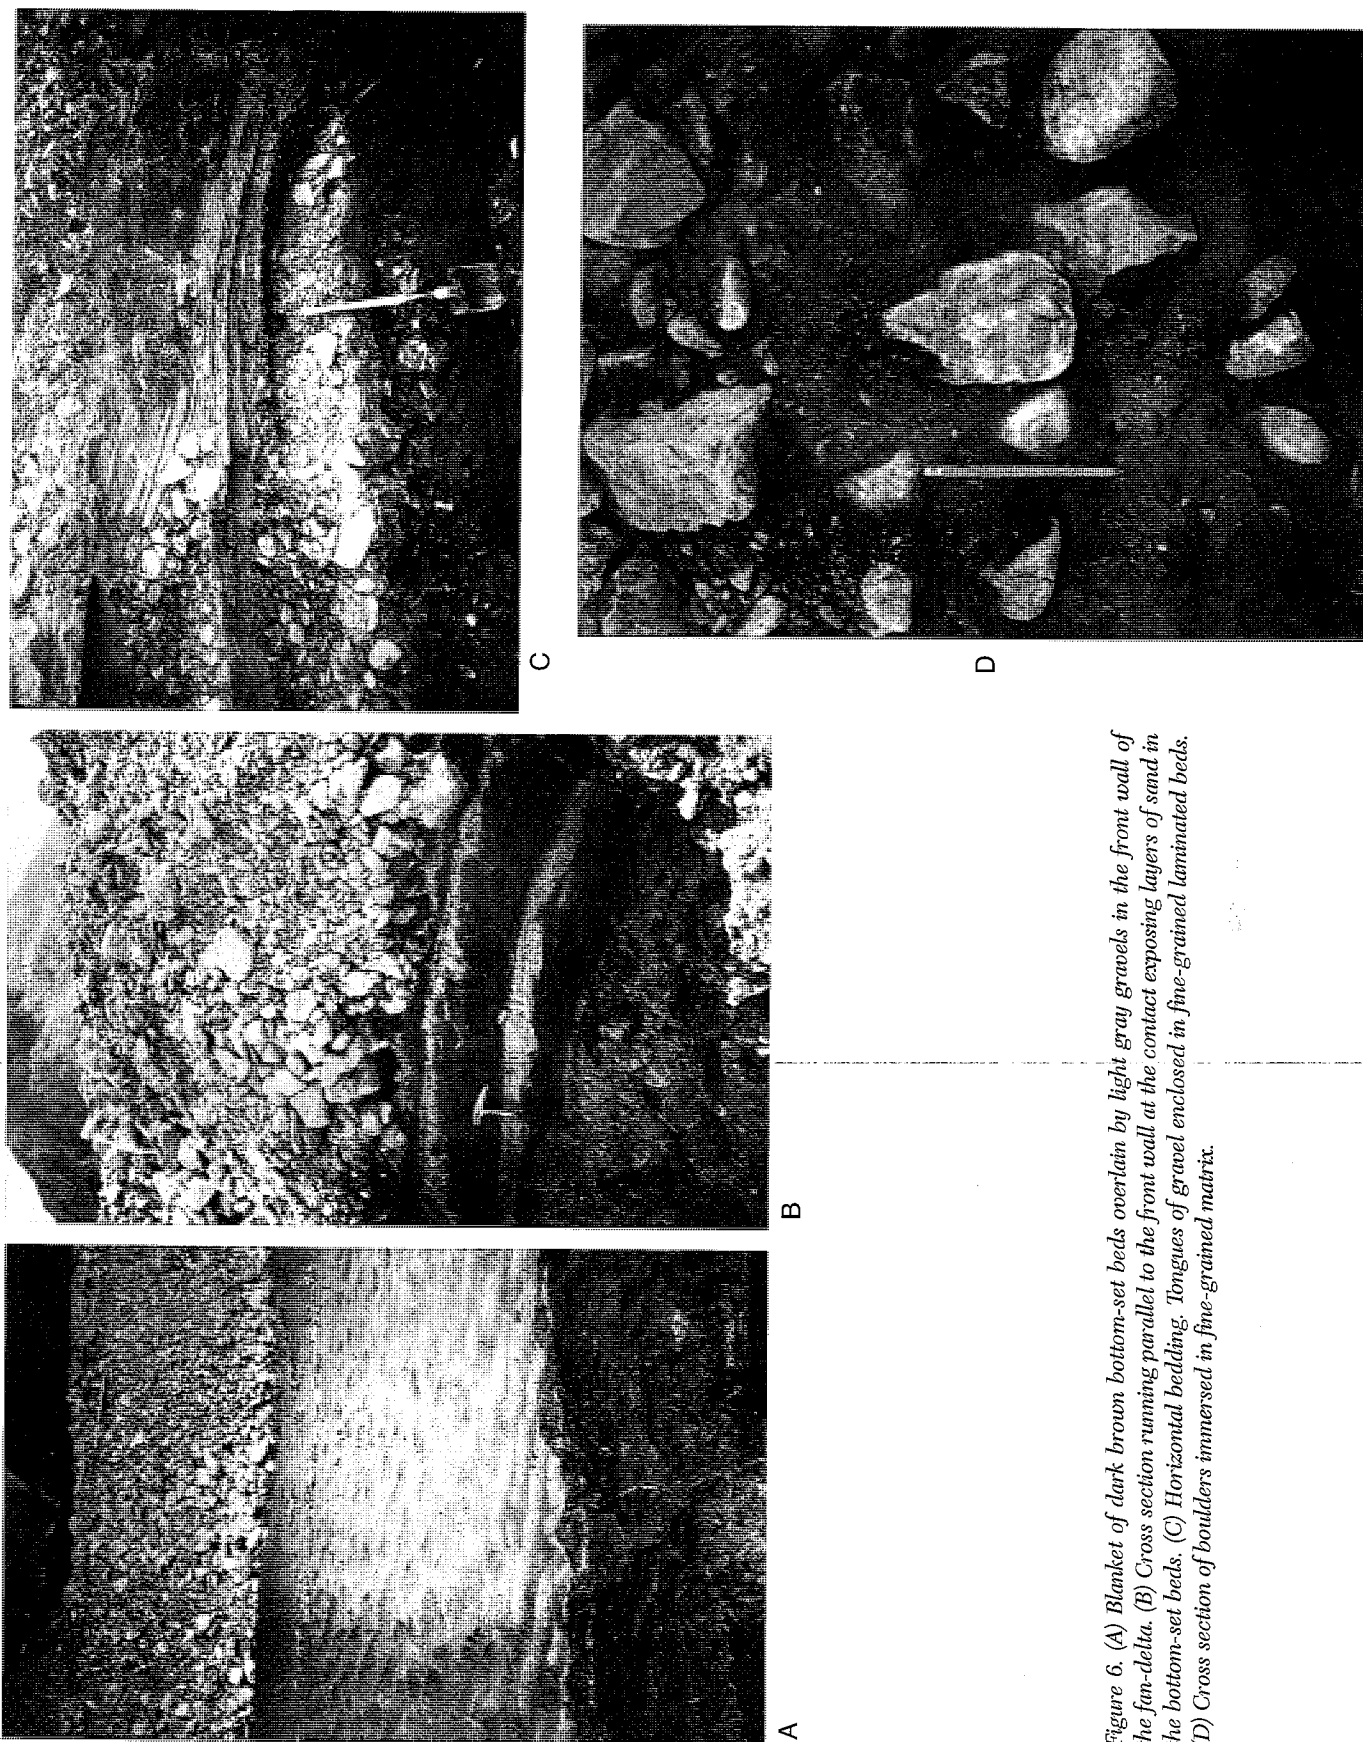 C
D
B
A
Figure 6. (A) Blanket of dark brown bottom-set beds overlain by light gray gravels in the front wall of
he fan-delta. (B) Cross section running parallel to the front wall at the contact exposing layers of sand in
he bottom-set beds. (C) Horizontal bedding. Tongues of gravel enclosed in fine-grained laminated beds.
(D) Cross section of boulders immersed in fine-grained matrix.